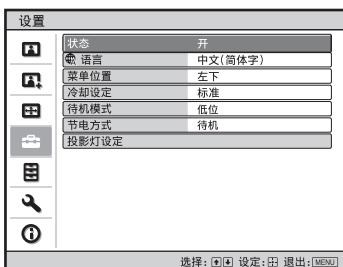 设置
状态 开
语言 中文(简体字)
菜单位置 左下
冷却设定 标准
待机模式 低位
节电方式 待机
投影灯设定
选择: 设定: 退出: MENU